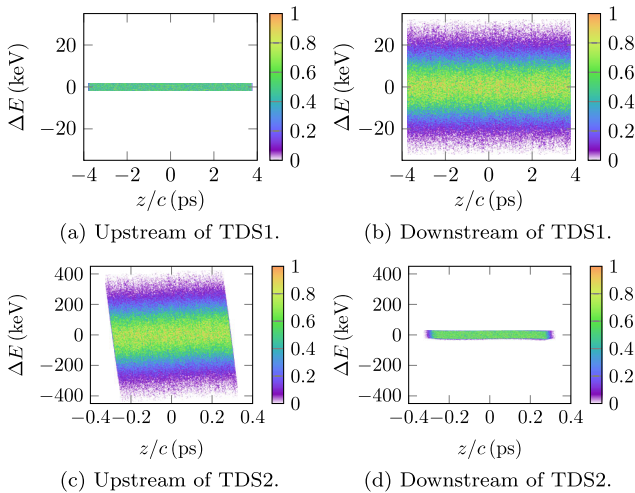 20
0
−20
ΔE (keV)
−4 −2 0 2 4
z/c (ps)
1
0.8
0.6
0.4
0.2
0
(a) Upstream of TDS1.
20
0
−20
ΔE (keV)
−4 −2 0 2 4
z/c (ps)
1
0.8
0.6
0.4
0.2
0
(b) Downstream of TDS1.
400
200
0
−200
−400
ΔE (keV)
−0.4 −0.2 0 0.2 0.4
z/c (ps)
1
0.8
0.6
0.4
0.2
0
(c) Upstream of TDS2.
400
200
0
−200
−400
ΔE (keV)
−0.4 −0.2 0 0.2 0.4
z/c (ps)
1
0.8
0.6
0.4
0.2
0
(d) Downstream of TDS2.